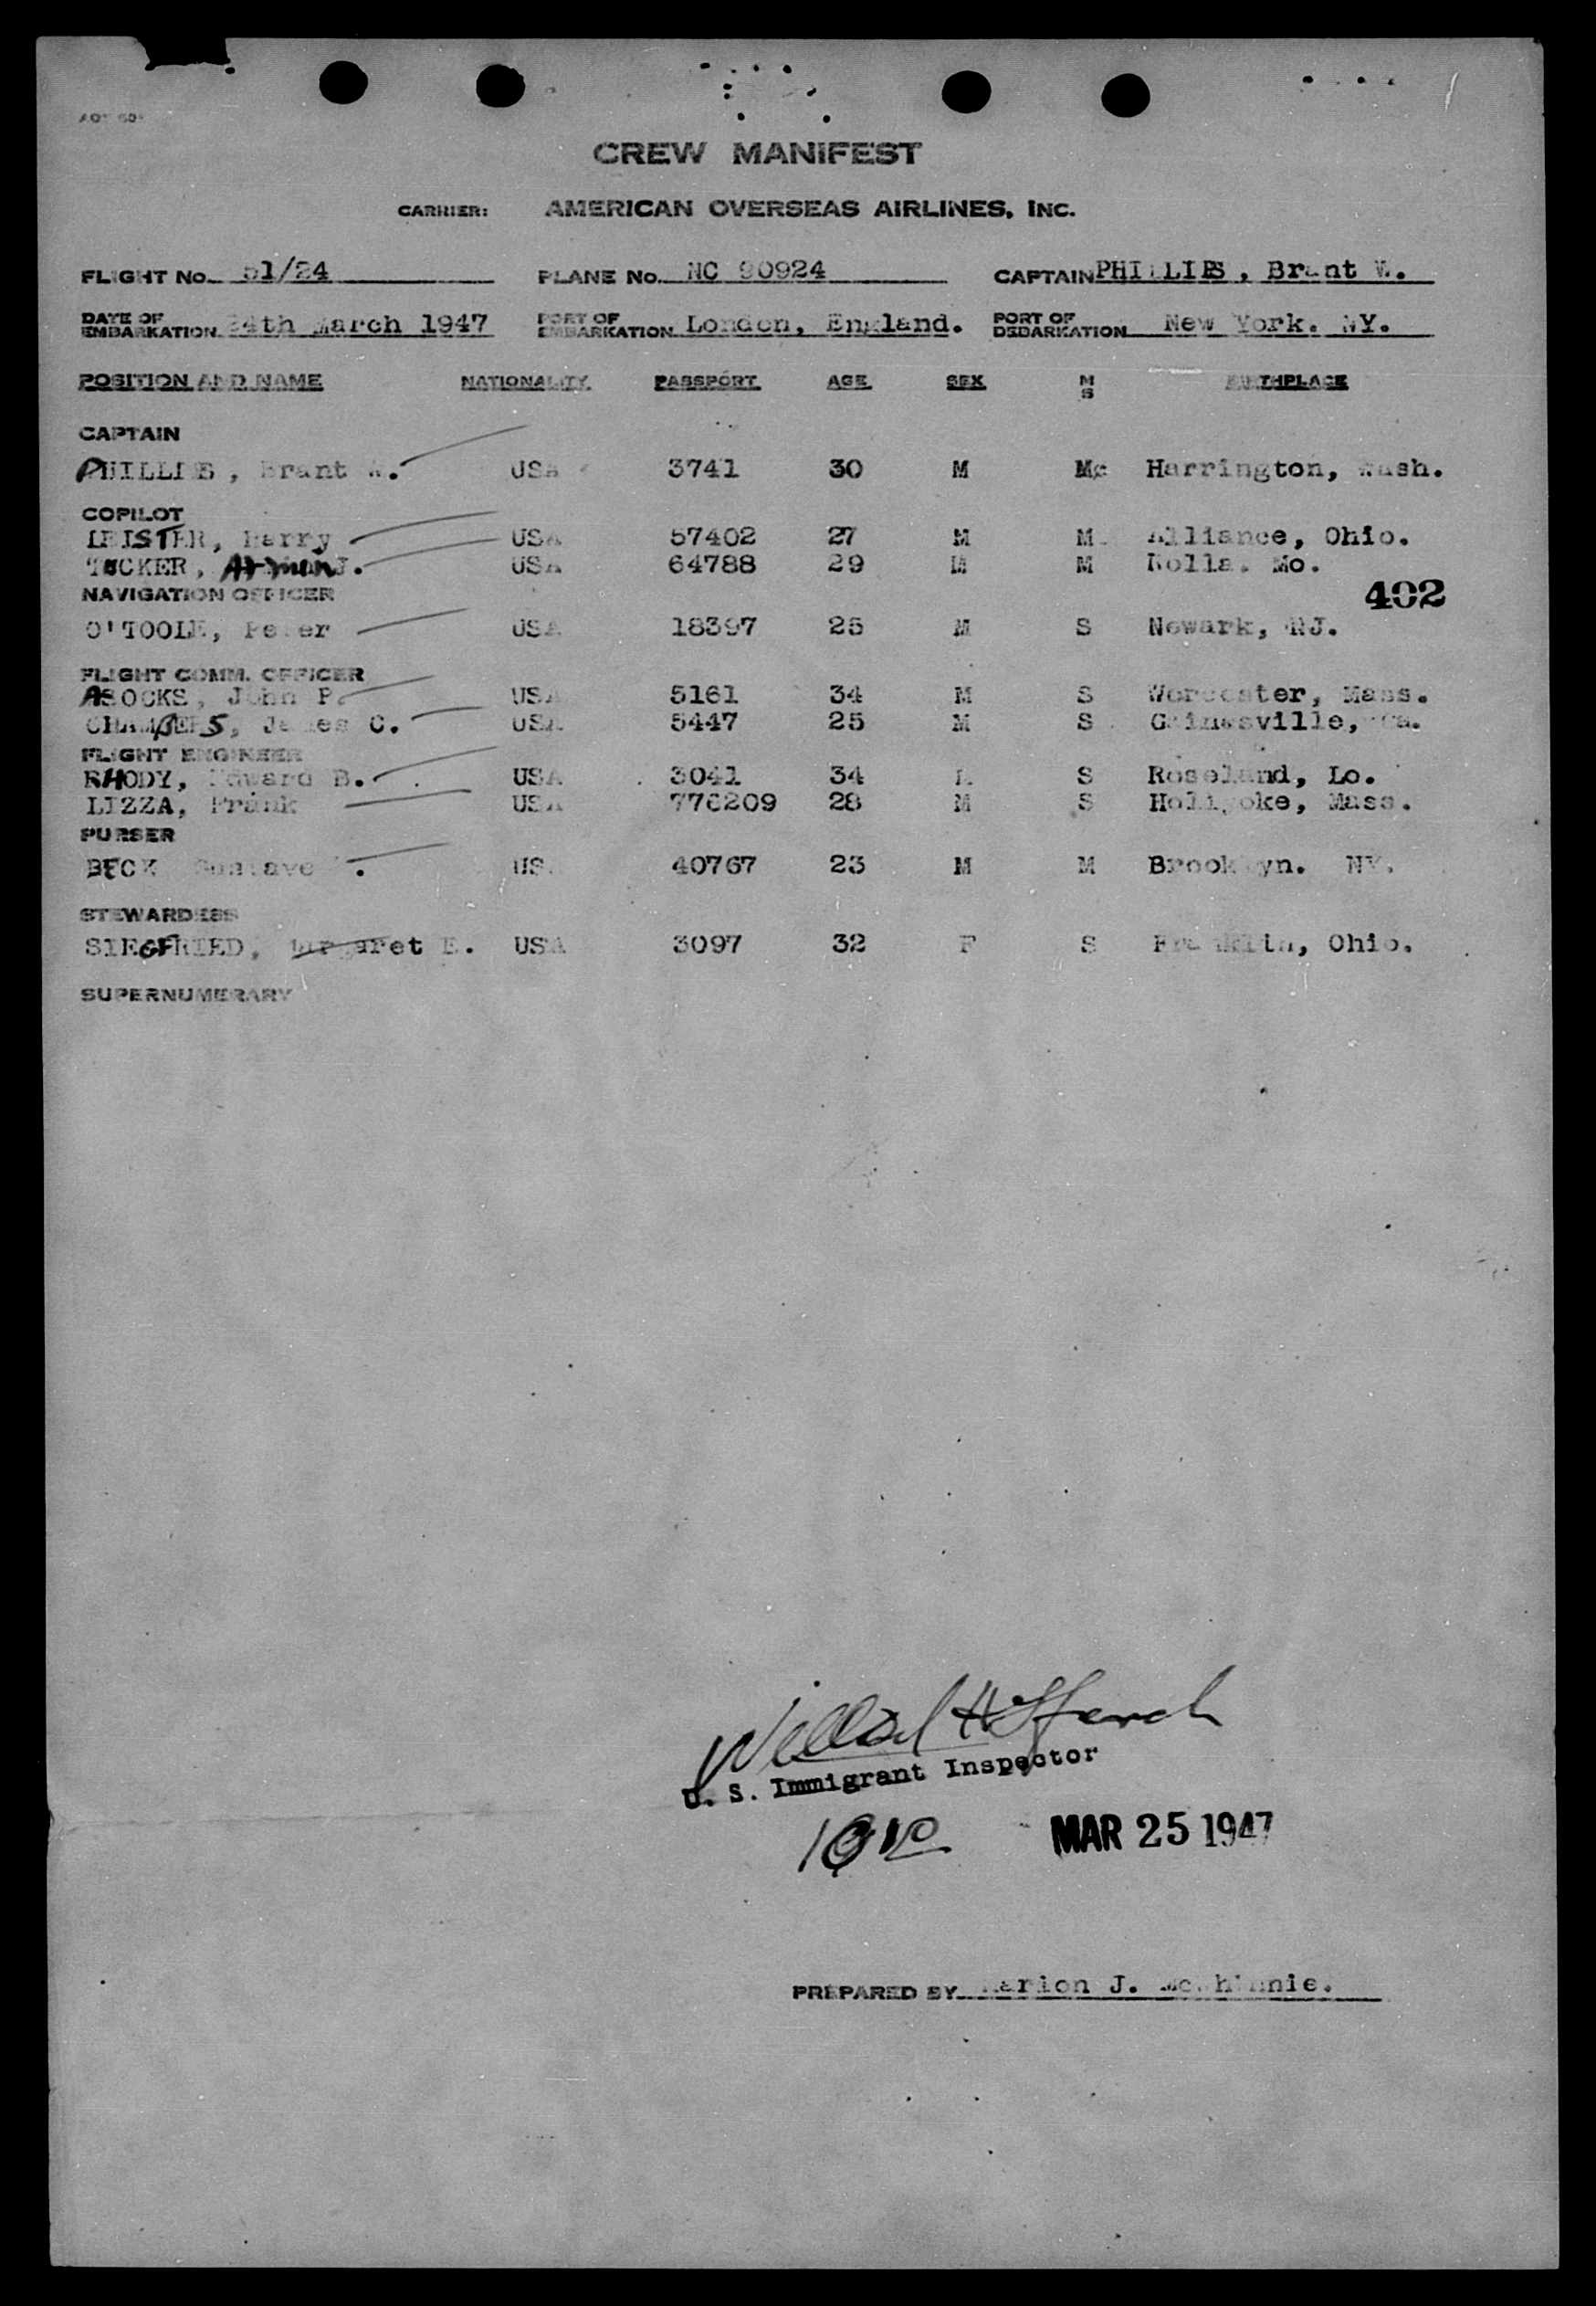 CREW MANIFEST
CARRIER: AMERICAN OVERSEAS AIRLINES, INC.
FLIGHT No. 51/24 PLANE No. NC 90924 CAPTAIN PHILLIPS, Brant W.
DATE OF EMBARKATION 24th March 1947 PORT OF EMBARKATION London, England. PORT OF DEBARKATION New York. NY.
POSITION AND NAME NATIONALITY PASSPORT AGE SEX M S BIRTHPLACE
CAPTAIN
PHILLIPS, Brant W. USA 3741 30 M M Harrington, Wash.
COPILOT
LEISTER, Harry USA 57402 27 M M Alliance, Ohio.
TUCKER, J. USA 64788 29 M M Rolla. Mo.
NAVIGATION OFFICER
402
O'TOOLE, Peter USA 18397 25 M S Newark, NJ.
FLIGHT COMM. OFFICER
ASOCKS, John P. USA 5161 34 M S Worcester, Mass.
CHAMBERS, James C. USA 5447 25 M S Gainesville, Ga.
FLIGHT ENGINEER
RHODY, Edward B. USA 3041 34 M S Roseland, Lo.
LIZZA, Frank USA 776209 28 M S Hollyoke, Mass.
PURSER
BECK Gustave USA 40767 23 M M Brooklyn. NY.
STEWARDESS
SIEGFRIED, Margaret E. USA 3097 32 F S Franklin, Ohio.
SUPERNUMERARY
U. S. Immigrant Inspector
MAR 25 1947
PREPARED BY Marion J.